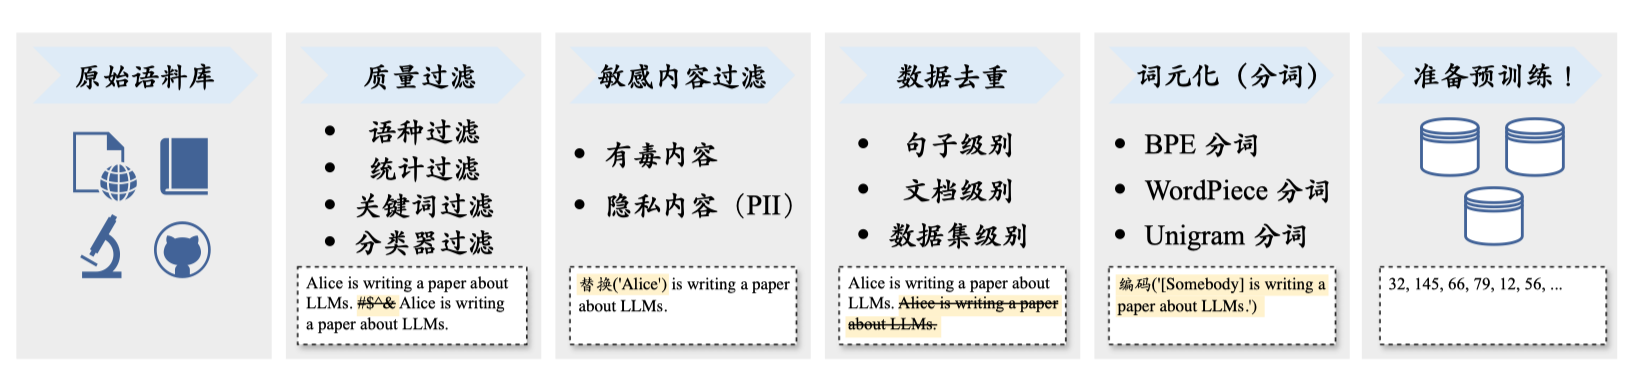 原始语料库
质量过滤
• 语种过滤
• 统计过滤
• 关键词过滤
• 分类器过滤
Alice is writing a paper about
LLMs. #$^& Alice is writing
a paper about LLMs.
敏感内容过滤
• 有毒内容
• 隐私内容（PII）
替换('Alice') is writing a paper
about LLMs.
数据去重
• 句子级别
• 文档级别
• 数据集级别
Alice is writing a paper about
LLMs. Alice is writing a paper
about LLMs.
词元化（分词）
• BPE 分词
• WordPiece 分词
• Unigram 分词
编码('[Somebody] is writing a
paper about LLMs.')
准备预训练！
32, 145, 66, 79, 12, 56, ...